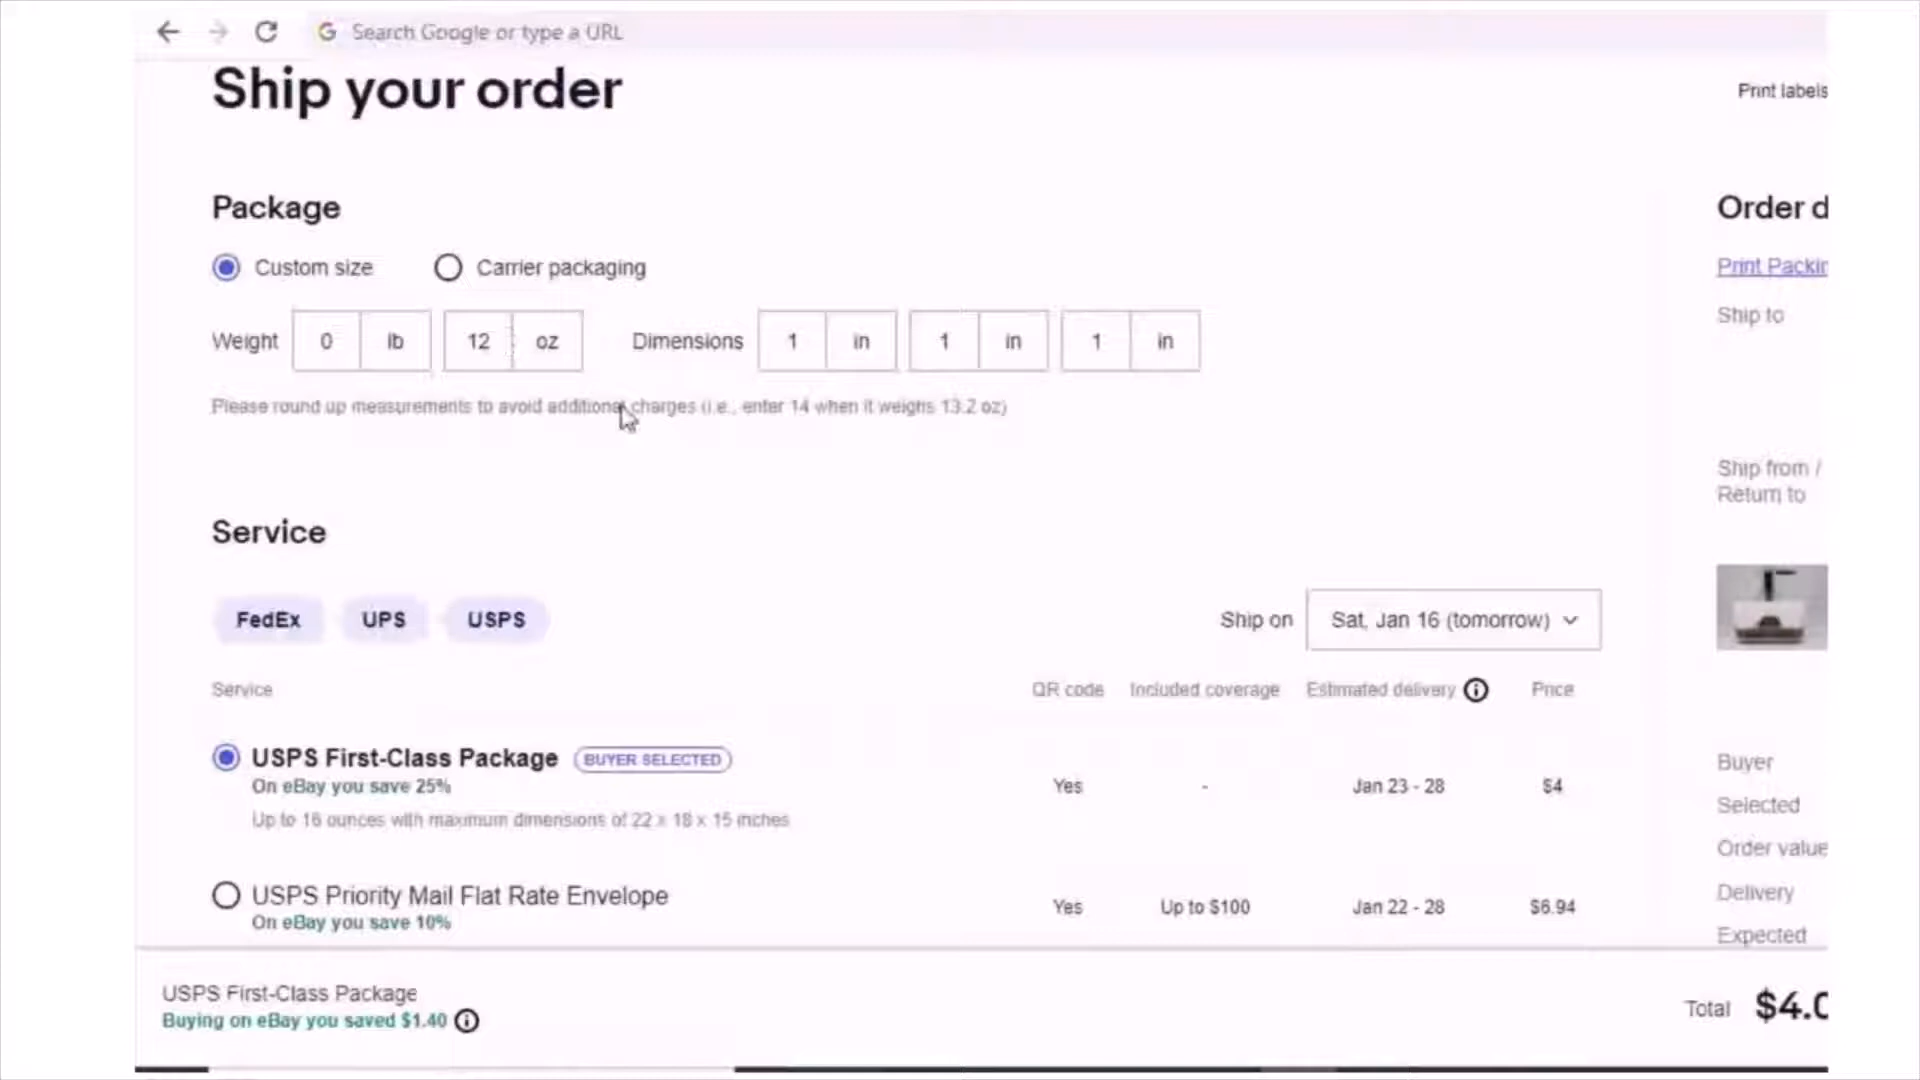 Search Google or type a URL
Ship your order
Print labels
Package
Order d
Custom size
Carrier packaging
Print Packin
Weight 0 lb 12 oz Dimensions 1 in 1 in 1 in
Ship to
Please round up measurements to avoid additional charges (i.e., enter 14 when it weighs 13.2 oz)
Ship from /
Return to
Service
FedEx UPS USPS
Ship on Sat, Jan 16 (tomorrow)
Service QR code Included coverage Estimated delivery Price
USPS First-Class Package BUYER SELECTED
On eBay you save 25% Yes - Jan 23 - 28 $4
Up to 16 ounces with maximum dimensions of 22 x 18 x 15 inches
Buyer
Selected
Order value
USPS Priority Mail Flat Rate Envelope
On eBay you save 10% Yes Up to $100 Jan 22 - 28 $6.94
Delivery
Expected
USPS First-Class Package
Buying on eBay you saved $1.40
Total $4.0